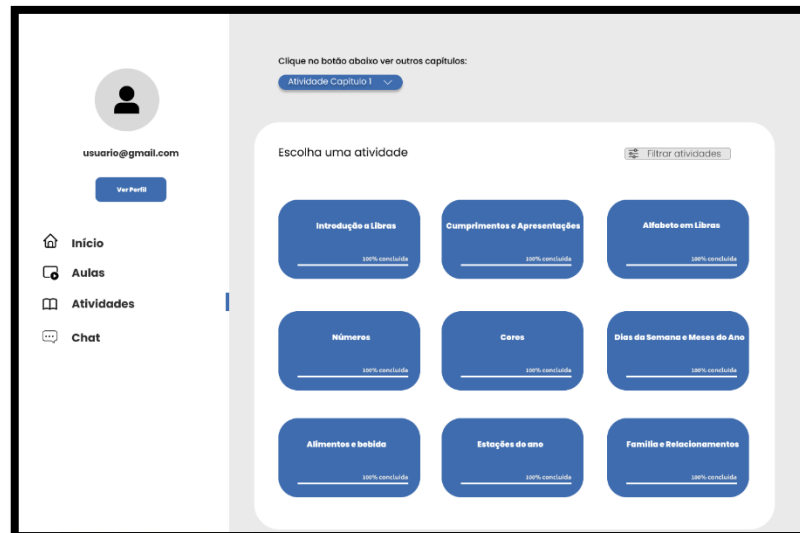 usuario@gmail.com
Ver Perfil
Início
Aulas
Atividades
Chat
Clique no botão abaixo ver outros capítulos:
Atividade Capítulo 1
Escolha uma atividade
Filtrar atividades
Introdução a Libras
100% concluída
Cumprimentos e Apresentações
100% concluída
Alfabeto em Libras
100% concluída
Números
100% concluída
Cores
100% concluída
Dias da Semana e Meses do Ano
100% concluída
Alimentos e bebida
100% concluída
Estações do ano
100% concluída
Família e Relacionamentos
100% concluída